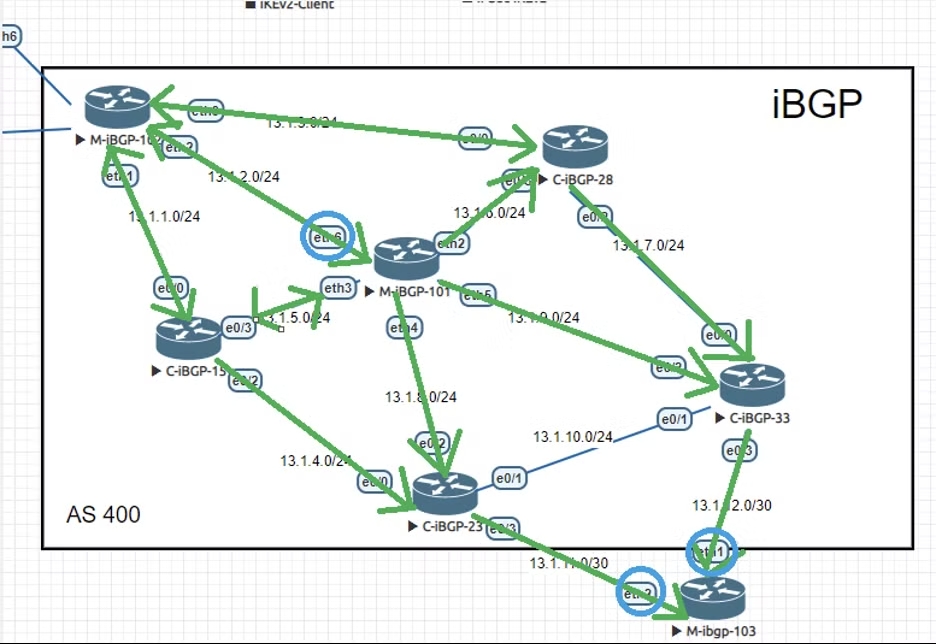 IKEv2-Client
h6
iBGP
eth0
13.1.3.0/24
e0/0
M-iBGP-10
eth2
C-iBGP-28
eth1
13.1.2.0/24
e0/2
13.1.1.0/24
13.1.6.0/24
eth6
eth2
13.1.7.0/24
e0/0
eth3
M-iBGP-101
eth5
e0/3
13.1.5.0/24
eth4
13.1.9.0/24
e0/0
C-iBGP-15
e0/2
e0/2
13.1.8.0/24
e0/1
C-iBGP-33
13.1.10.0/24
e0/2
e0/3
13.1.4.0/24
e0/0
e0/1
13.1.12.0/30
AS 400
C-iBGP-23
e0/3
eth1
13.1.11.0/30
eth2
M-ibgp-103